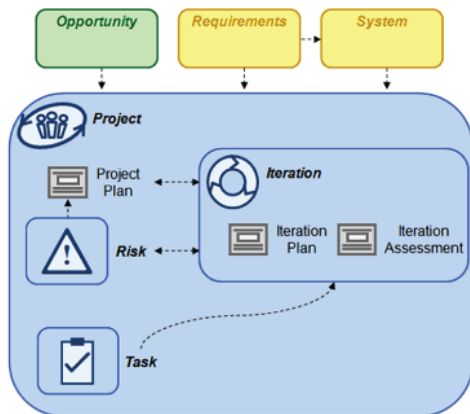 Opportunity
Requirements
System
Project
Project
Plan
Iteration
Iteration
Plan
Iteration
Assessment
Risk
Task